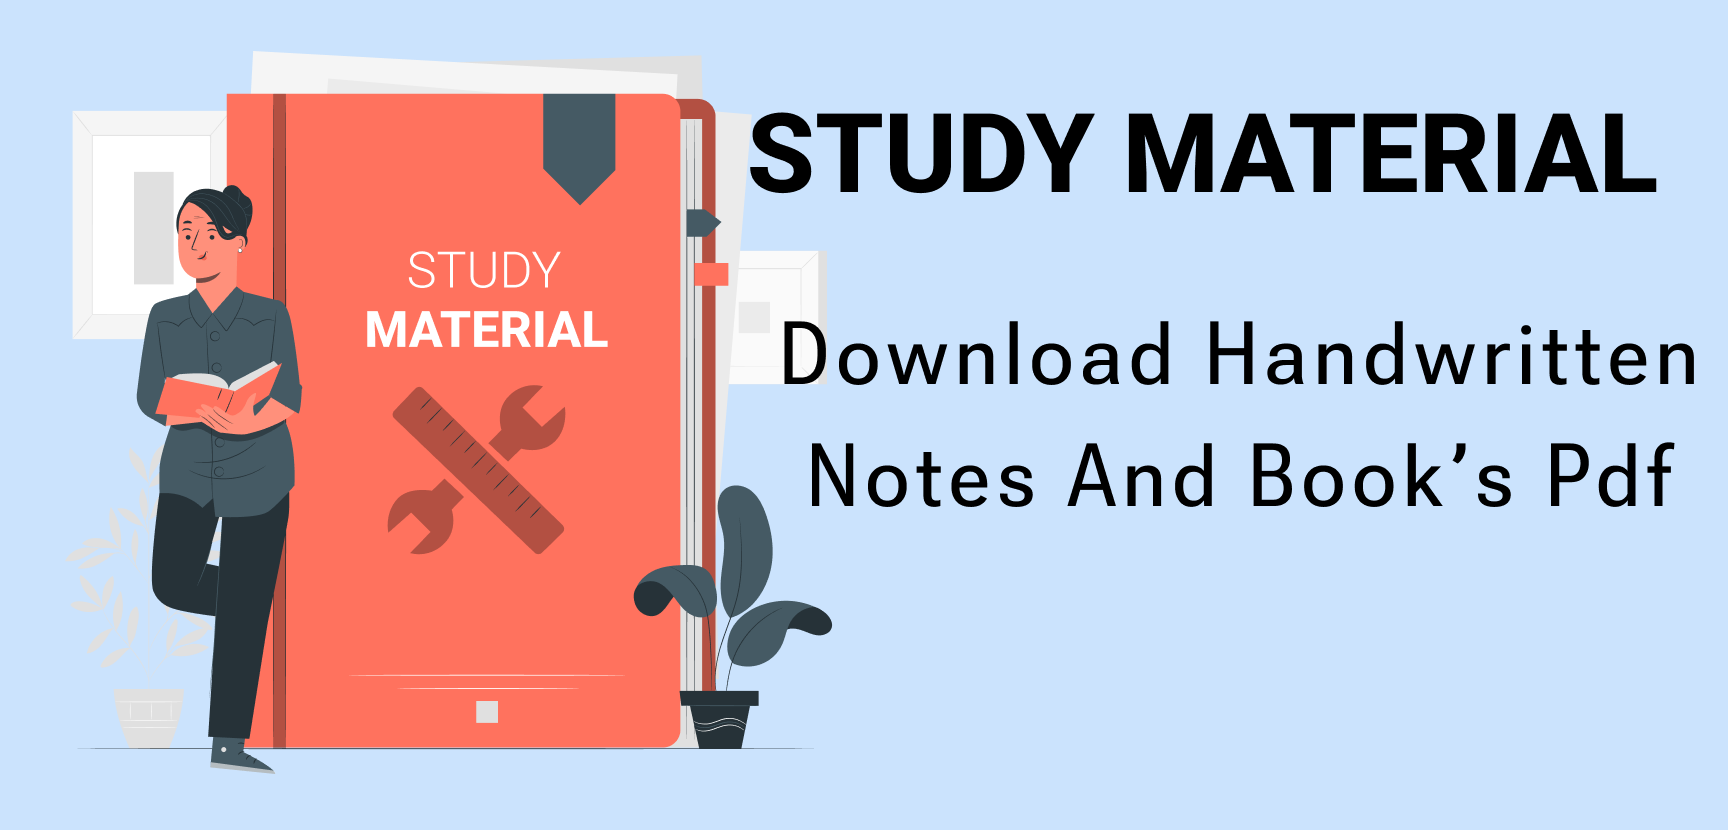 STUDY
MATERIAL
STUDY MATERIAL
Download Handwritten
Notes And Book’s Pdf